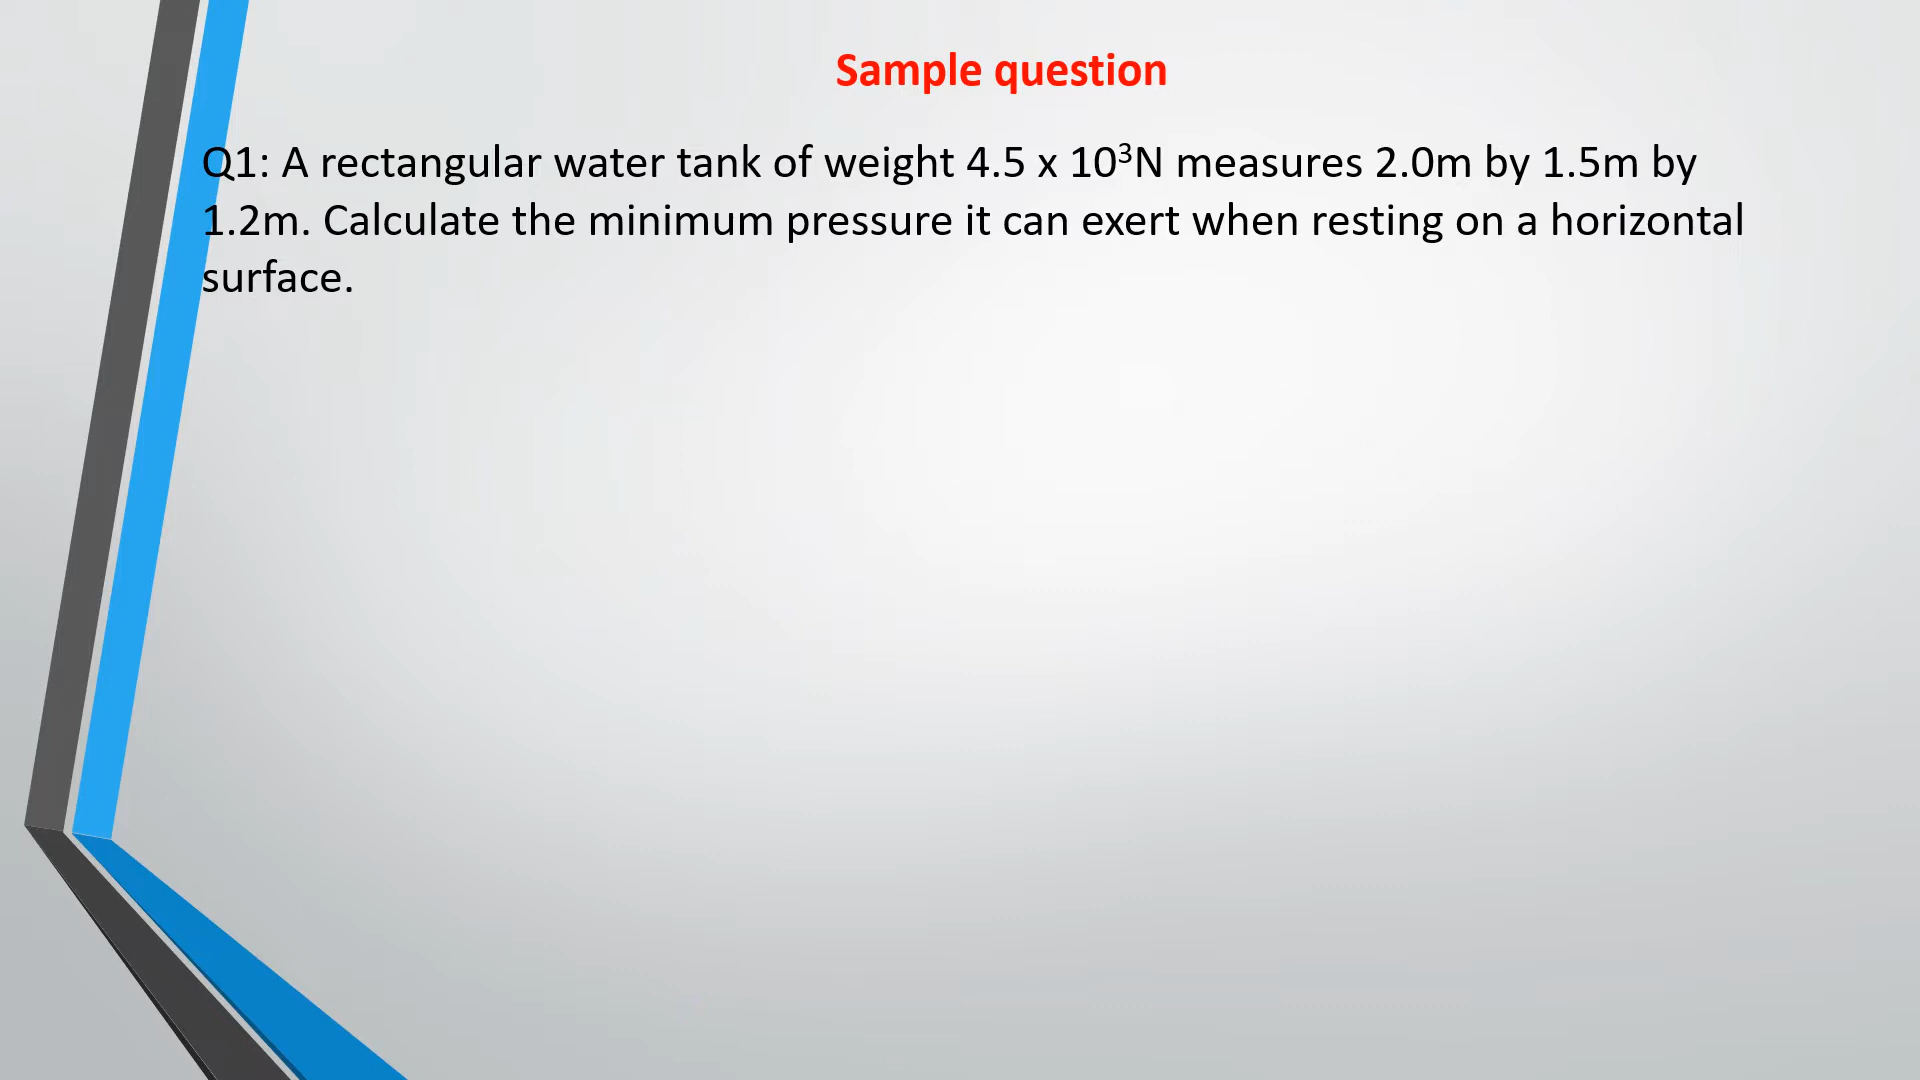 Sample question
Q1: A rectangular water tank of weight 4.5 x 10³N measures 2.0m by 1.5m by
1.2m. Calculate the minimum pressure it can exert when resting on a horizontal
surface.